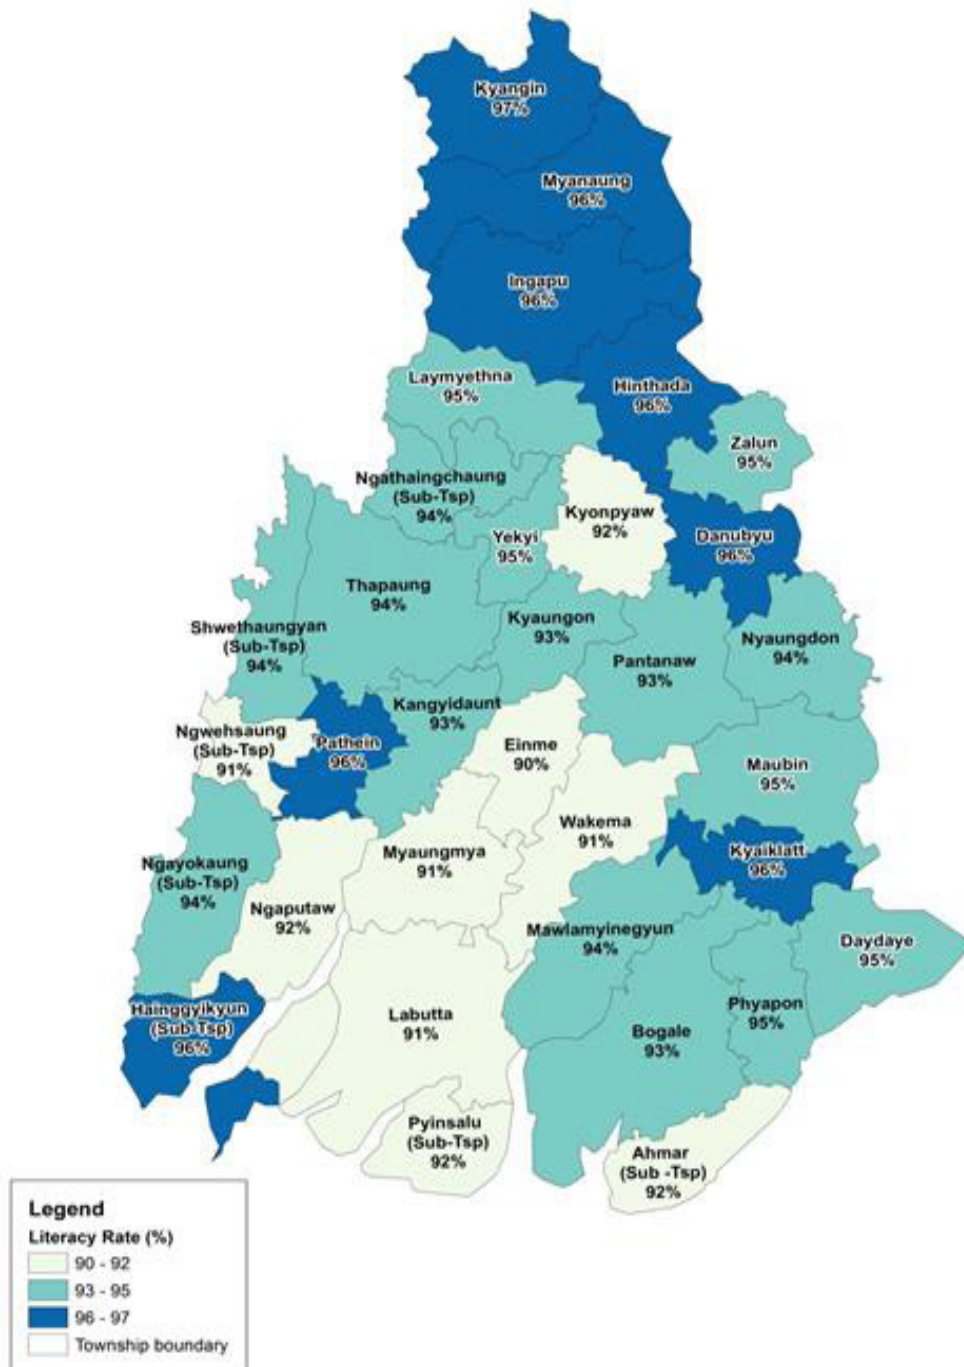 Kyangin
97%
Myanaung
96%
Ingapu
96%
Laymyethna
95%
Hinthada
96%
Zalun
95%
Ngathaingchaung
(Sub-Tsp)
94%
Kyonpyaw
92%
Yekyi
95%
Danubyu
96%
Thapaung
94%
Kyaungon
93%
Shwethaungyan
(Sub-Tsp)
94%
Nyaungdon
94%
Pantanaw
93%
Kangyidaunt
93%
Ngwehsaung
(Sub-Tsp)
91%
Pathein
96%
Einme
90%
Maubin
95%
Wakema
91%
Myaungmya
91%
Kyaiklatt
96%
Ngayokaung
(Sub-Tsp)
94%
Ngaputaw
92%
Mawlamyinegyun
94%
Daydaye
95%
Hainggyikyun
(Sub-Tsp)
96%
Labutta
91%
Phyapon
95%
Bogale
93%
Pyinsalu
(Sub-Tsp)
92%
Ahmar
(Sub -Tsp)
92%
Legend
Literacy Rate (%)
90 - 92
93 - 95
96 - 97
Township boundary